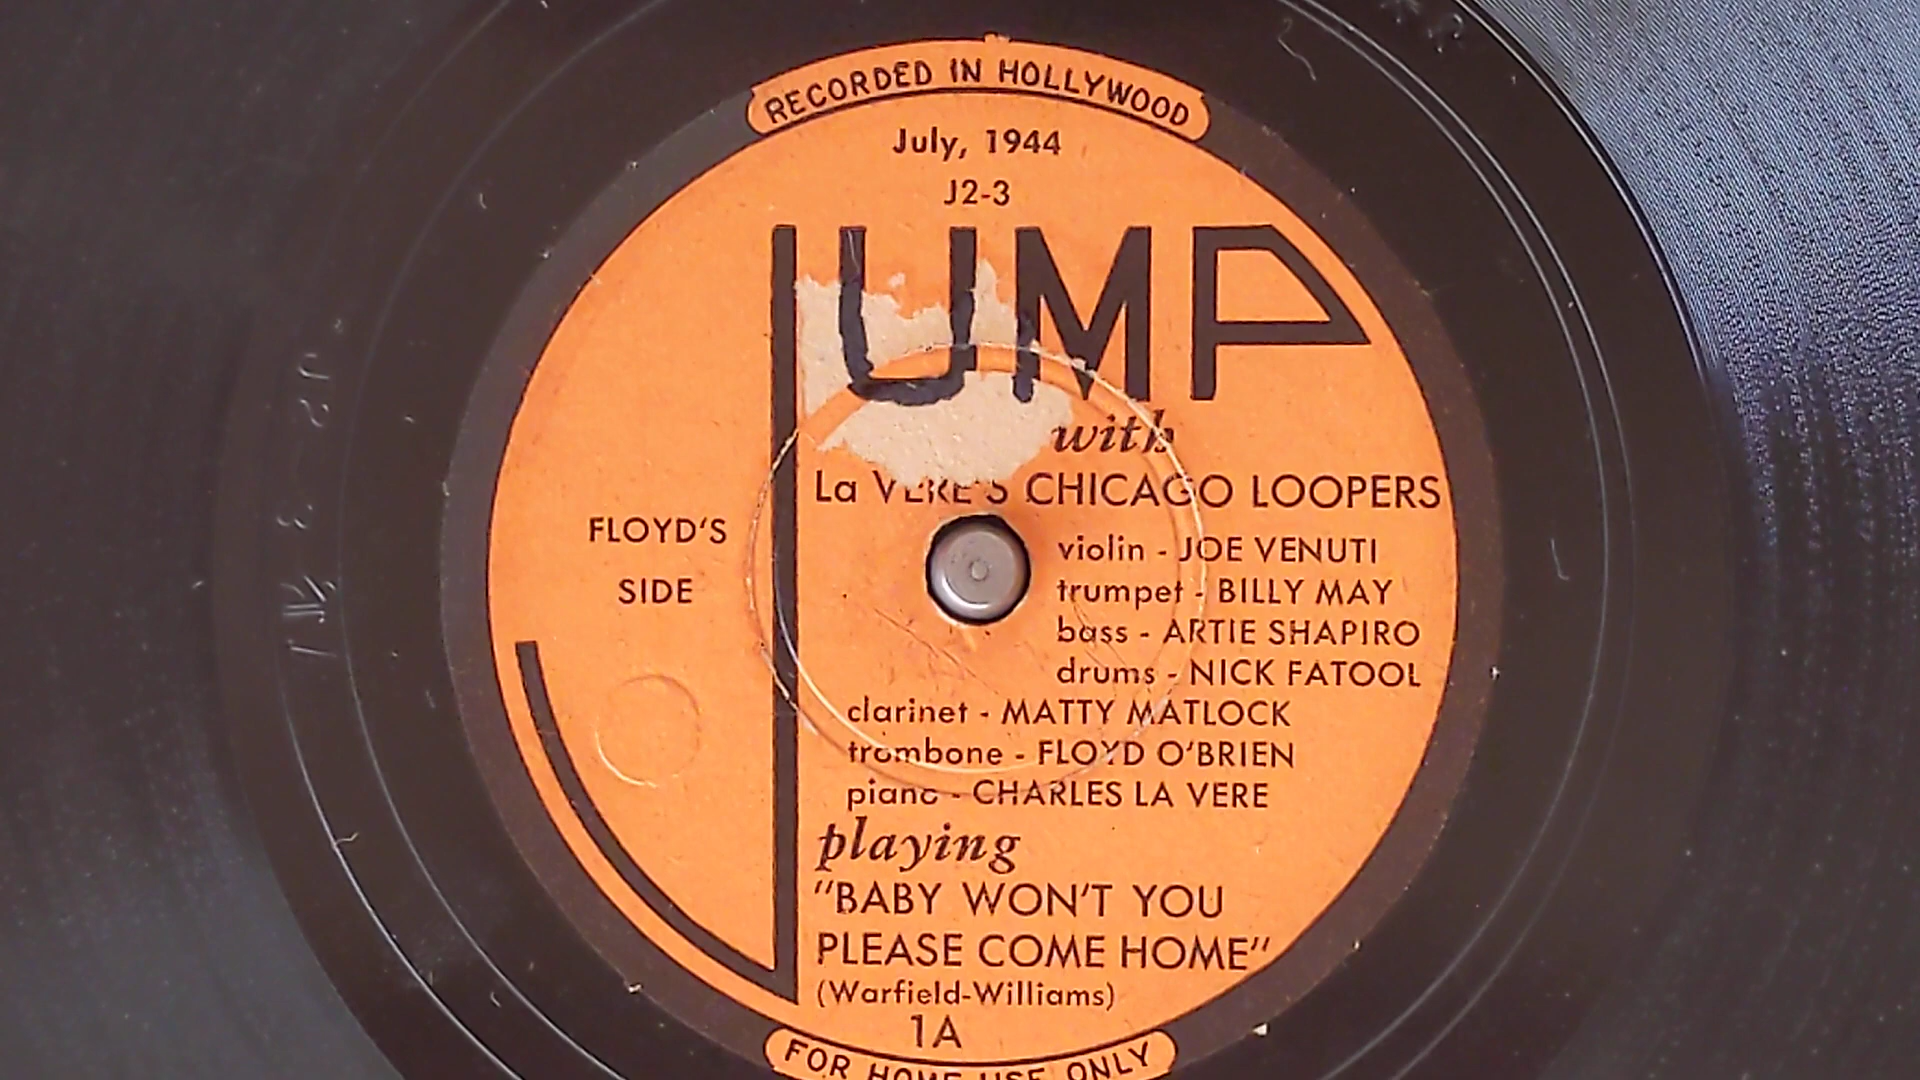 RECORDED IN HOLLYWOOD
July, 1944
J2-3
JUMP
with
La VERE'S CHICAGO LOOPERS
FLOYD'S
SIDE
violin - JOE VENUTI
trumpet - BILLY MAY
bass - ARTIE SHAPIRO
drums - NICK FATOOL
clarinet - MATTY MATLOCK
trombone - FLOYD O'BRIEN
piano - CHARLES LA VERE
playing
"BABY WON'T YOU
PLEASE COME HOME"
(Warfield-Williams)
1A
FOR HOME USE ONLY